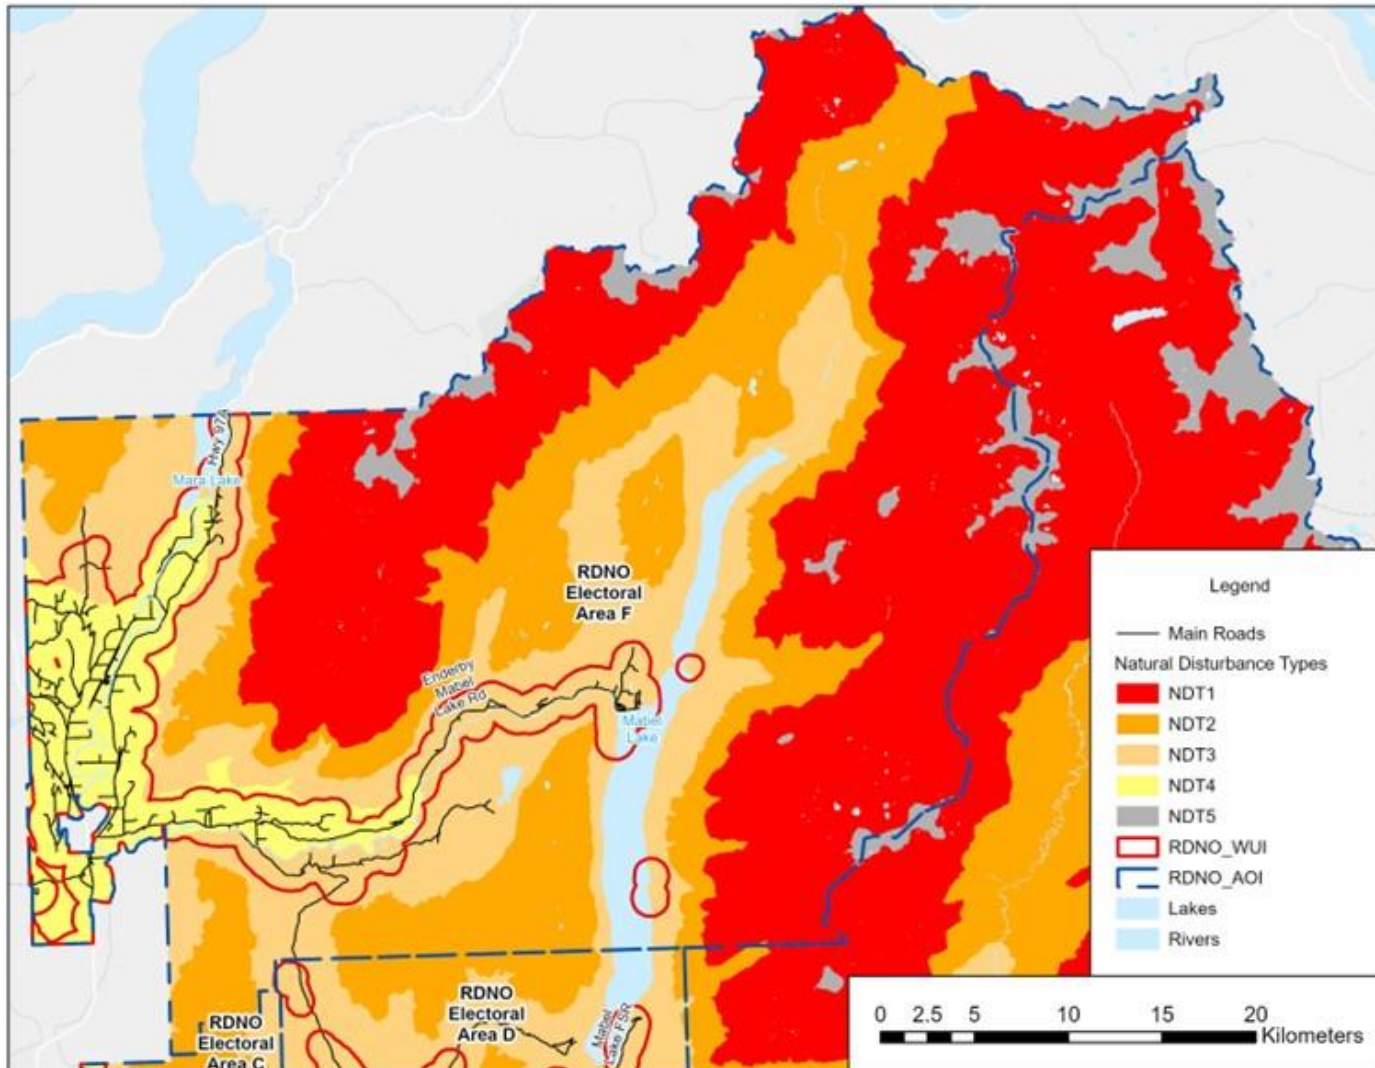 Hwy 97A
Mara Lake
RDNO
Electoral
Area F
Enderby
Mabel
Lake Rd
Mabel
Lake
RDNO
Electoral
Area D
Mabel
Lake FSR
RDNO
Electoral
Area C
Legend
Main Roads
Natural Disturbance Types
NDT1
NDT2
NDT3
NDT4
NDT5
RDNO_WUI
RDNO_AOI
Lakes
Rivers
0 2.5 5 10 15 20
Kilometers